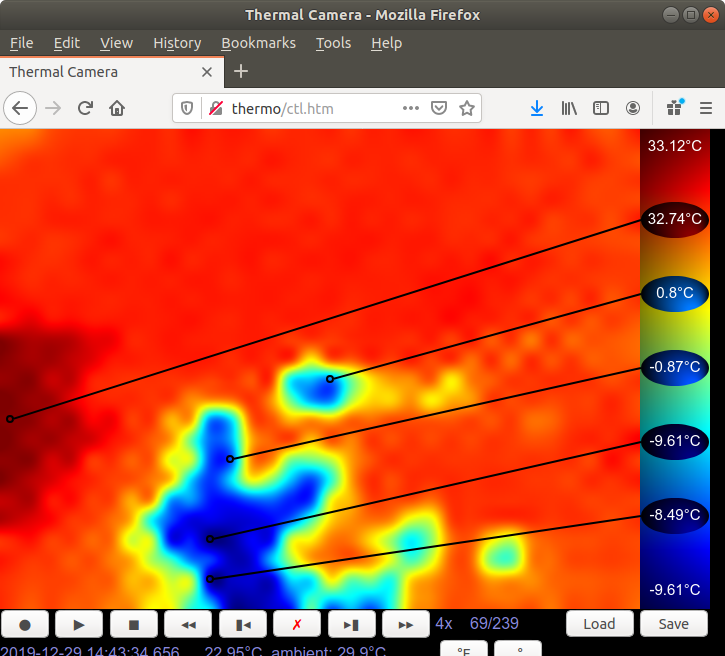 Thermal Camera - Mozilla Firefox
File Edit View History Bookmarks Tools Help
Thermal Camera
thermo/ctl.htm
33.12°C
32.74°C
0.8°C
-0.87°C
-9.61°C
-8.49°C
-9.61°C
4x 69/239 Load Save
2019-12-29 14:43:34.656 22.95°C ambient: 29.9°C °F °